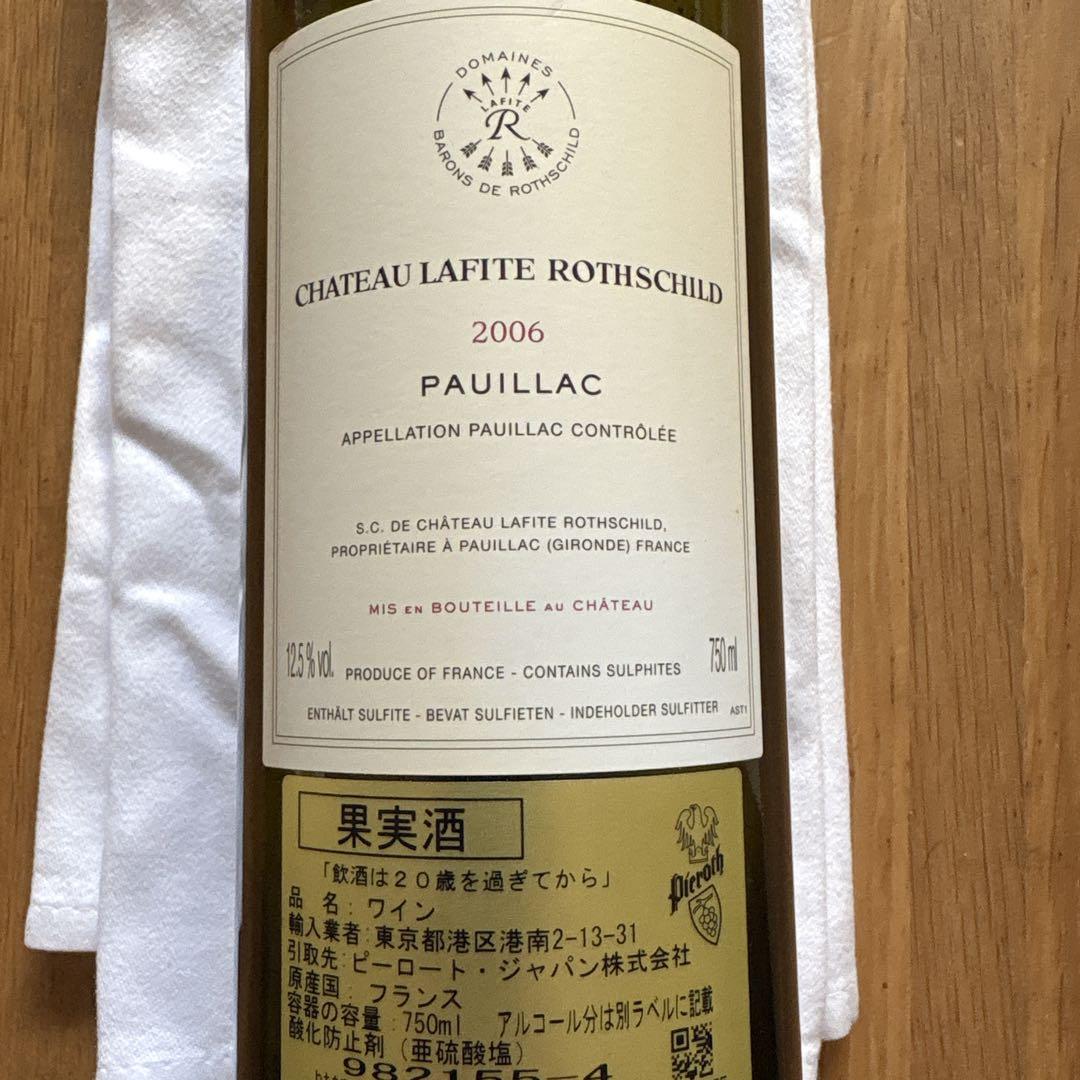 DOMAINES
LAFITE
R
BARONS DE ROTHSCHILD
CHATEAU LAFITE ROTHSCHILD
2006
PAUILLAC
APPELLATION PAUILLAC CONTRÔLÉE
S.C. DE CHÂTEAU LAFITE ROTHSCHILD,
PROPRIÉTAIRE À PAUILLAC (GIRONDE) FRANCE
MIS EN BOUTEILLE AU CHÂTEAU
12.5 % vol. PRODUCE OF FRANCE - CONTAINS SULPHITES 750 ml
ENTHÄLT SULFITE - BEVAT SULFIETEN - INDEHOLDER SULFITTER AST1
果実酒
Pieroth
「飲酒は20歳を過ぎてから」
品 名: ワイン
輸入業者:東京都港区港南2-13-31
引取先:ピーロート・ジャパン株式会社
原産国: フランス
容器の容量:750ml アルコール分は別ラベルに記載
酸化防止剤(亜硫酸塩)
982155-4